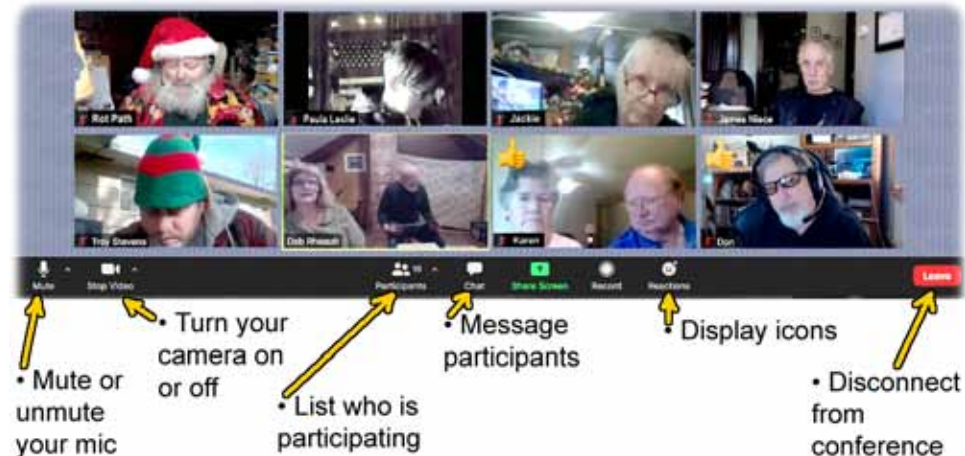 Rot Path
Paula Leslie
Jackie
James Niece
Troy Stevens
Deb Rheault
Karen
Don
Mute
Stop Video
Participants
Chat
Share Screen
Record
Reactions
Leave
• Turn your
camera on
or off
• Message
participants
• Display icons
• Mute or
unmute
your mic
• List who is
participating
• Disconnect
from
conference